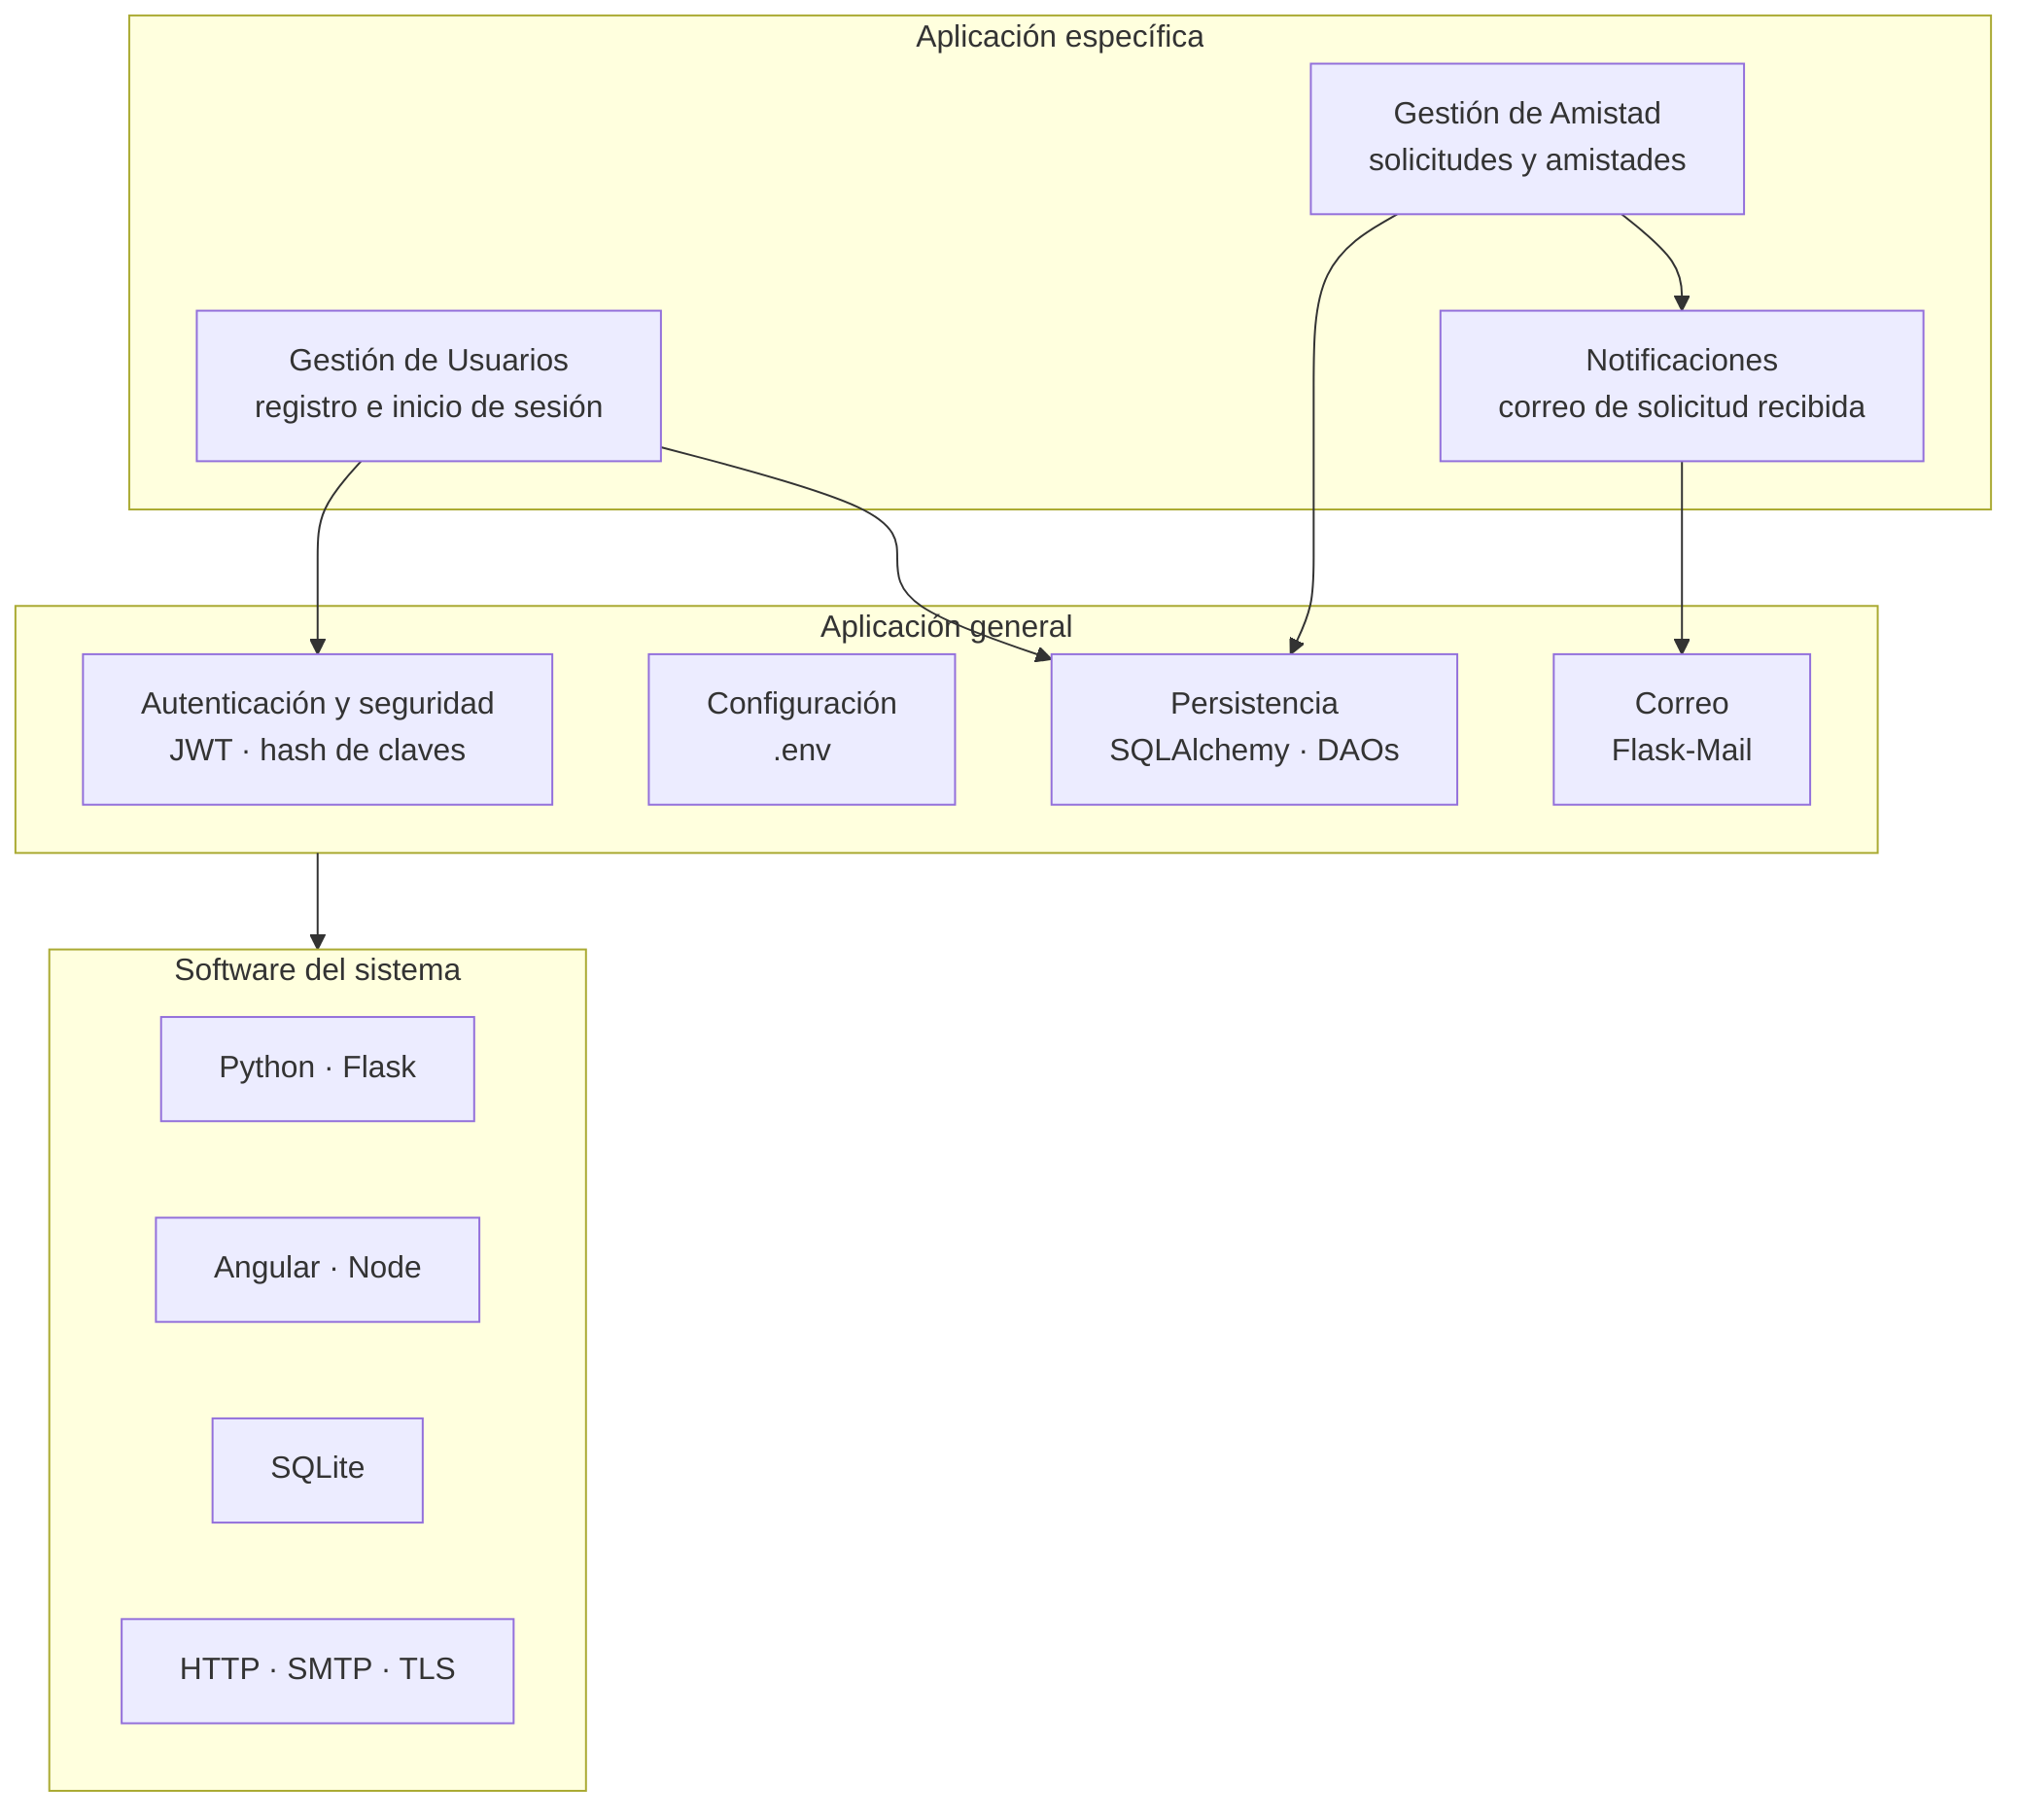 Aplicación específica
Gestión de Amistad
solicitudes y amistades
Gestión de Usuarios
registro e inicio de sesión
Notificaciones
correo de solicitud recibida
Aplicación general
Autenticación y seguridad
JWT · hash de claves
Configuración
.env
Persistencia
SQLAlchemy · DAOs
Correo
Flask-Mail
Software del sistema
Python · Flask
Angular · Node
SQLite
HTTP · SMTP · TLS